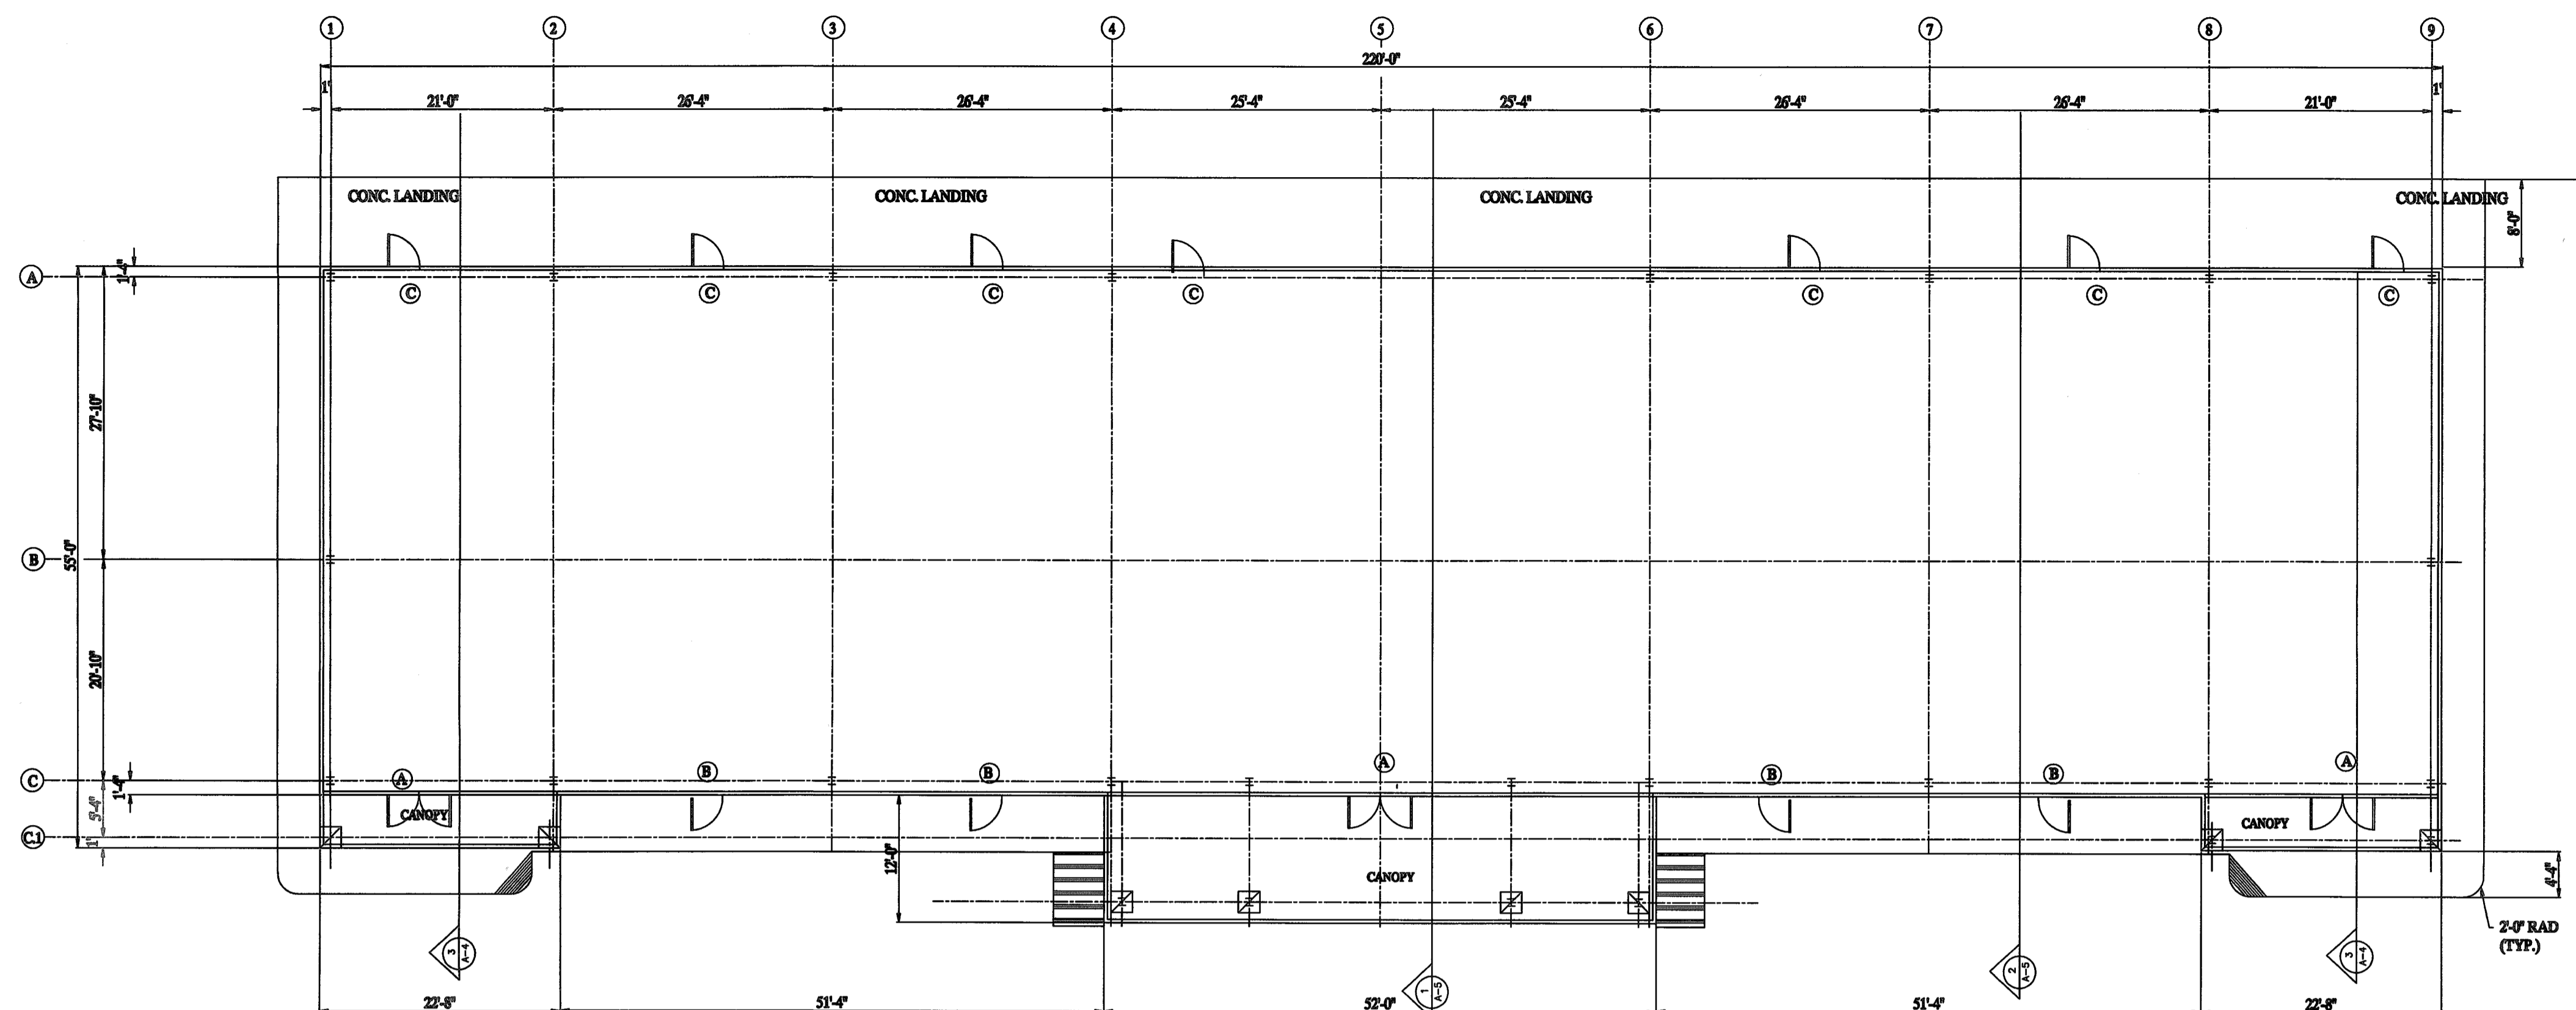 1 2 3 4 5 6 7 8 9
220'-0"
1' 21'-0" 26'-4" 26'-4" 25'-4" 25'-4" 26'-4" 26'-4" 21'-0" 1'
CONC. LANDING CONC. LANDING CONC. LANDING CONC. LANDING
8'-0"
A 1'-4"
C C C C C C C
27'-10"
B 55'-0"
20'-10"
C 1'-4" A B B A B B A
5'-4" CANOPY CANOPY
C.1 1'
12'-0" CANOPY 4'-4"
2'-0" RAD
(TYP.)
3 A-4
1 A-5
2 A-5
3 A-4
22'-8" 51'-4" 52'-0" 51'-4" 22'-8"